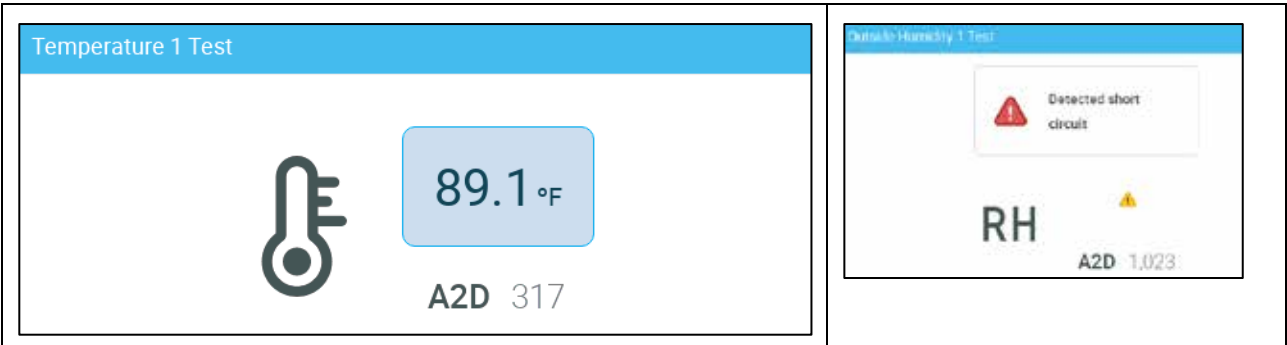 Temperature 1 Test
89.1 °F
A2D 317
Outside Humidity 1 Test
Detected short
circuit
RH
A2D 1,023